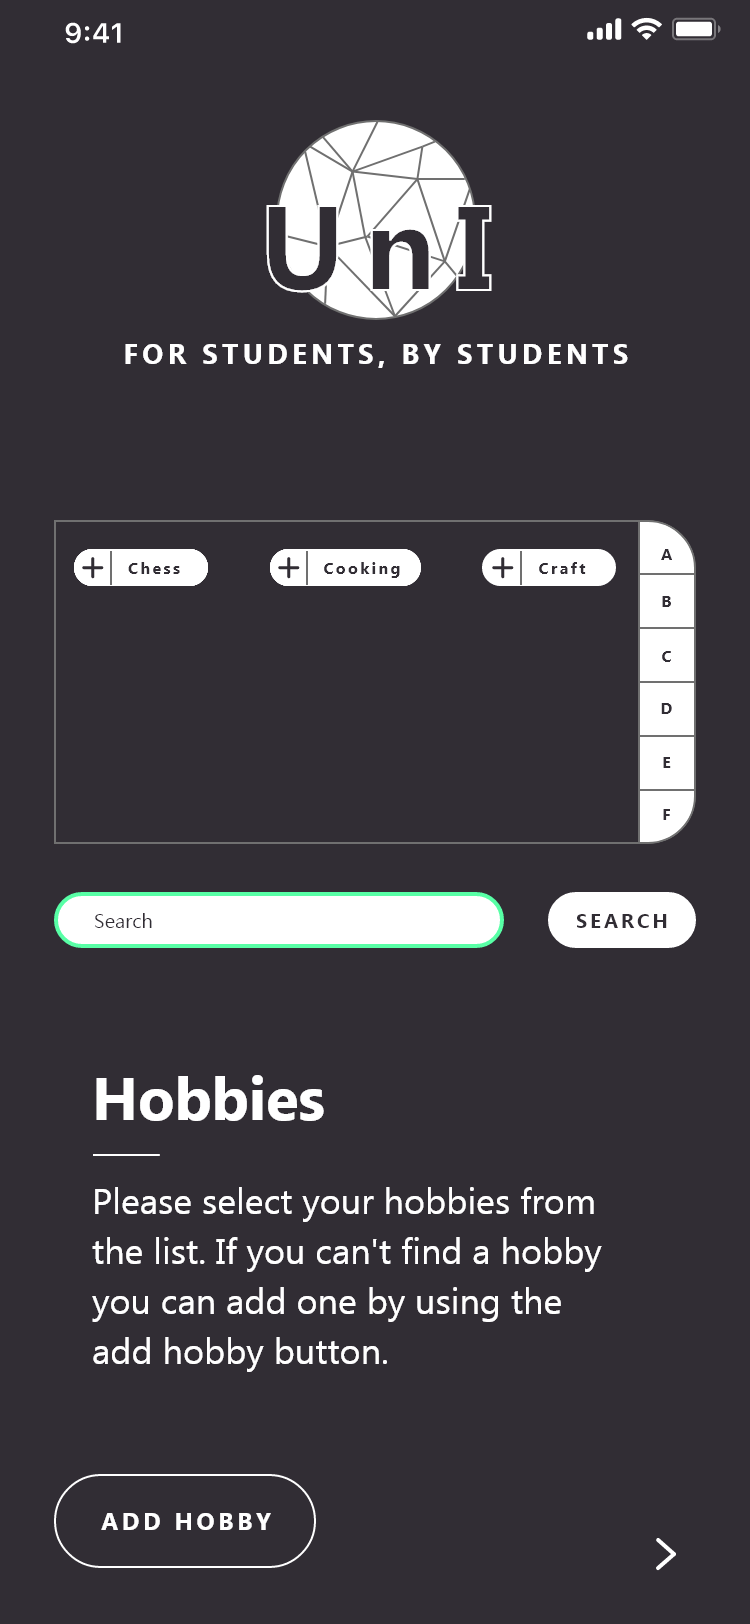 9:41
UnI
FOR STUDENTS, BY STUDENTS
Chess
Cooking
Craft
A
B
C
D
E
F
Search
SEARCH
Hobbies
Please select your hobbies from
the list. If you can't find a hobby
you can add one by using the
add hobby button.
ADD HOBBY